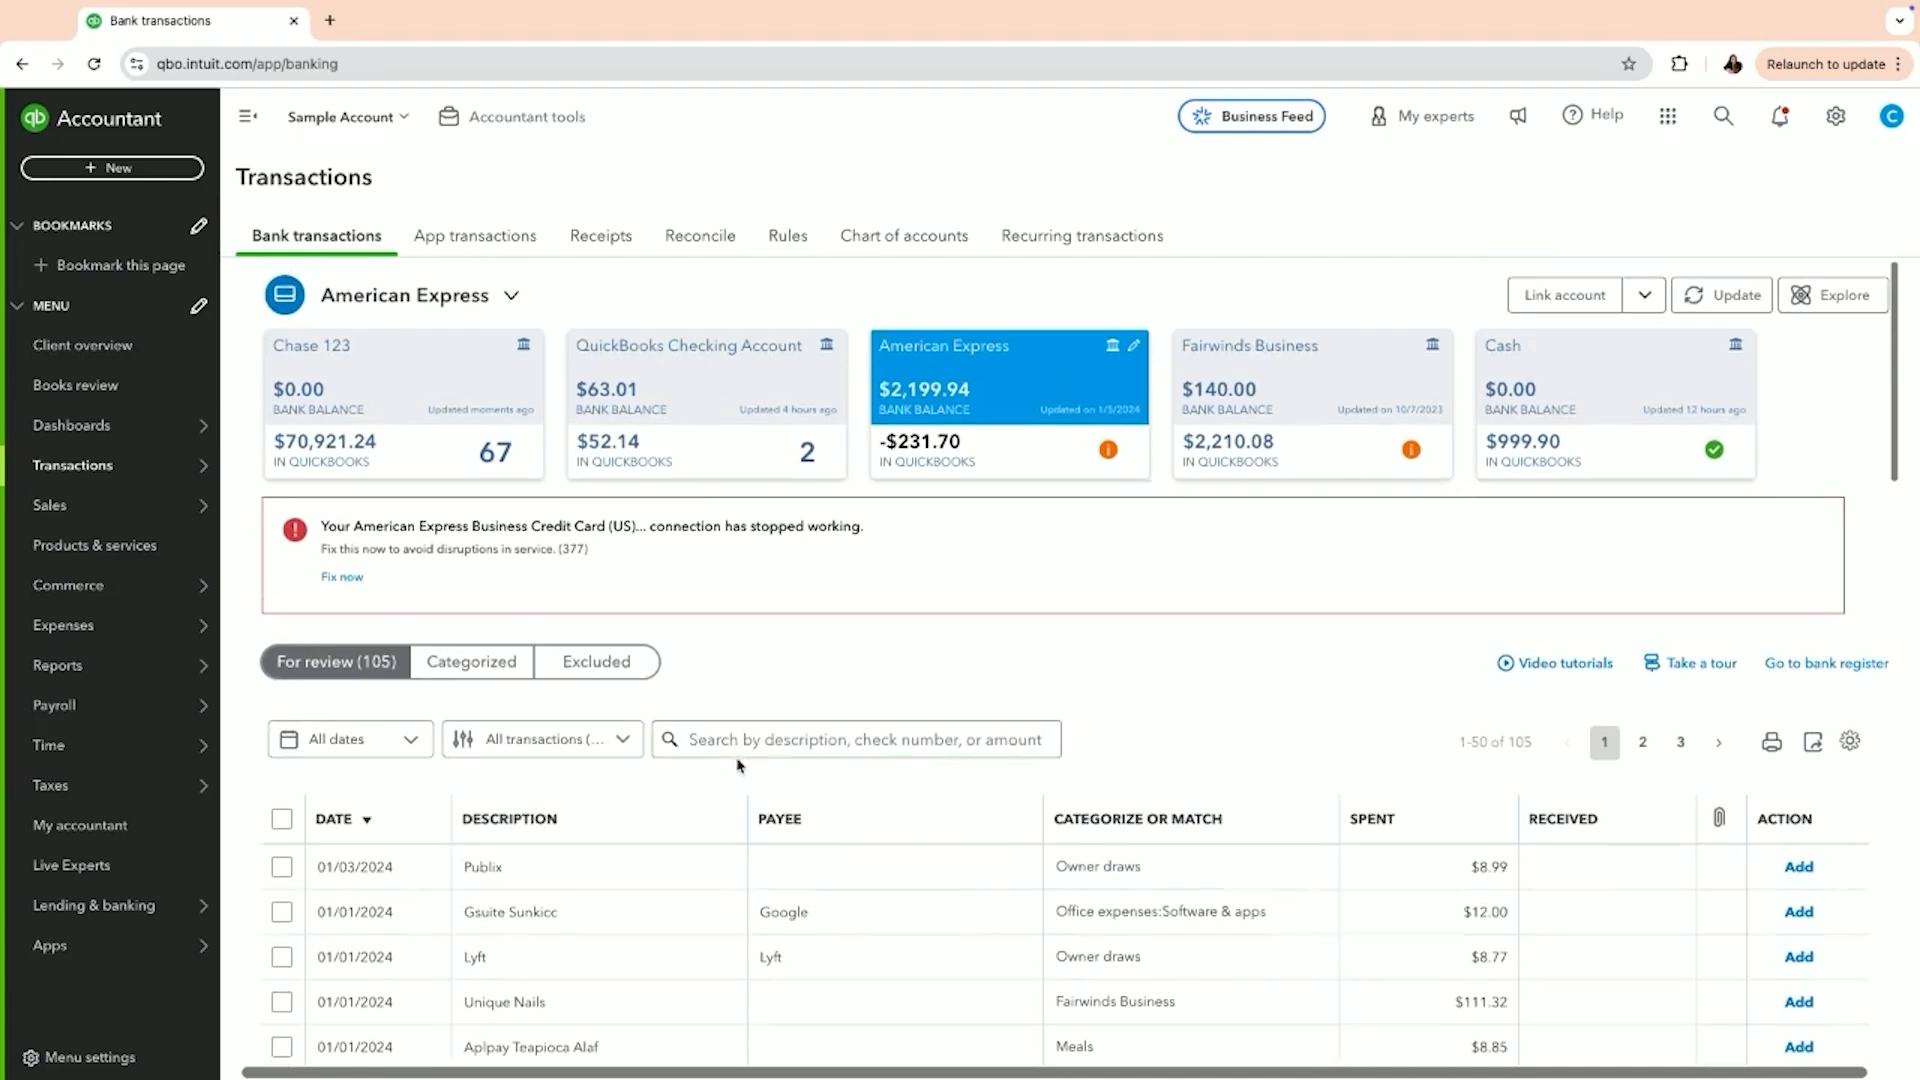 Bank transactions
qbo.intuit.com/app/banking
Relaunch to update
qb Accountant
Sample Account
Accountant tools
Business Feed
My experts
Help
C
+ New
BOOKMARKS
+ Bookmark this page
MENU
Client overview
Books review
Dashboards
Transactions
Sales
Products & services
Commerce
Expenses
Reports
Payroll
Time
Taxes
My accountant
Live Experts
Lending & banking
Apps
Menu settings
Transactions
Bank transactions App transactions Receipts Reconcile Rules Chart of accounts Recurring transactions
American Express
Link account Update Explore
Chase 123
$0.00
BANK BALANCE Updated moments ago
$70,921.24 67
IN QUICKBOOKS
QuickBooks Checking Account
$63.01
BANK BALANCE Updated 4 hours ago
$52.14 2
IN QUICKBOOKS
American Express
$2,199.94
BANK BALANCE Updated on 1/3/2024
-$231.70
IN QUICKBOOKS
Fairwinds Business
$140.00
BANK BALANCE Updated on 10/7/2023
$2,210.08
IN QUICKBOOKS
Cash
$0.00
BANK BALANCE Updated 12 hours ago
$999.90
IN QUICKBOOKS
Your American Express Business Credit Card (US)... connection has stopped working.
Fix this now to avoid disruptions in service. (377)
Fix now
For review (105) Categorized Excluded
Video tutorials Take a tour Go to bank register
All dates All transactions (... Search by description, check number, or amount
1-50 of 105 1 2 3
DATE DESCRIPTION PAYEE CATEGORIZE OR MATCH SPENT RECEIVED ACTION
01/03/2024 Publix Owner draws $8.99 Add
01/01/2024 Gsuite Sunkicc Google Office expenses:Software & apps $12.00 Add
01/01/2024 Lyft Lyft Owner draws $8.77 Add
01/01/2024 Unique Nails Fairwinds Business $111.32 Add
01/01/2024 Aplpay Teapioca Alaf Meals $8.85 Add